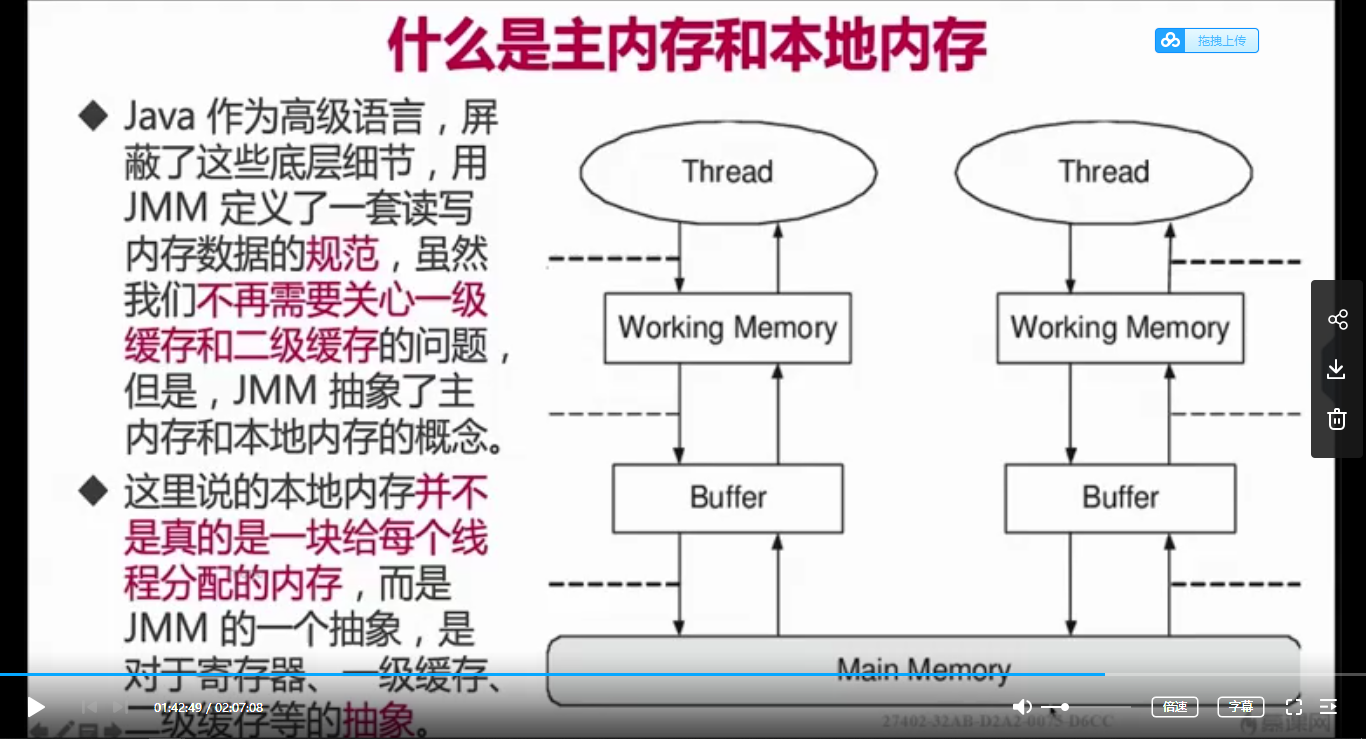 什么是主内存和本地内存
拖拽上传
◆ Java 作为高级语言，屏
蔽了这些底层细节，用
JMM 定义了一套读写
内存数据的规范，虽然
我们不再需要关心一级
缓存和二级缓存的问题，
但是，JMM 抽象了主
内存和本地内存的概念。
◆ 这里说的本地内存并不
是真的是一块给每个线
程分配的内存，而是
JMM 的一个抽象，是
对于寄存器、一级缓存、
二级缓存等的抽象。
Thread
Thread
Working Memory
Working Memory
Buffer
Buffer
Main Memory
01:42:49 / 02:07:08
倍速
字幕
27402-32AB-D2A2-0075-D6CC
慕课网